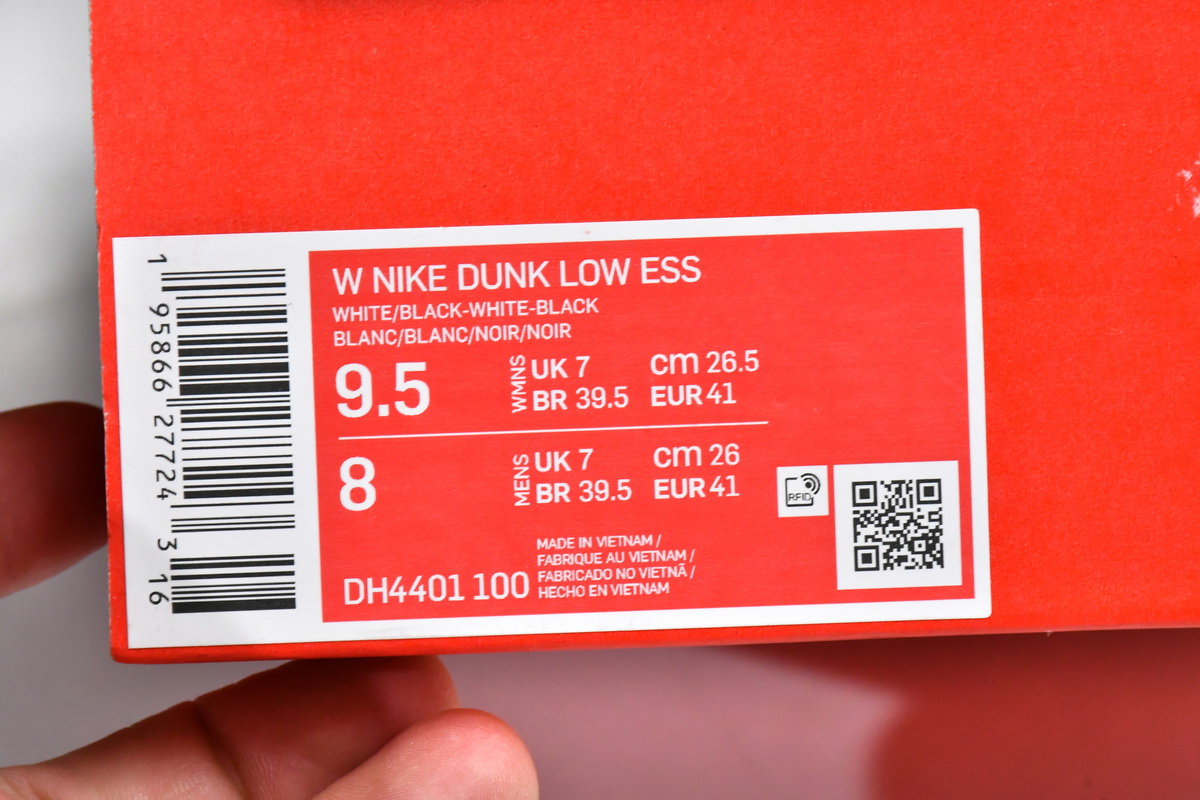 1 95866 27724 3 16
W NIKE DUNK LOW ESS
WHITE/BLACK-WHITE-BLACK
BLANC/BLANC/NOIR/NOIR
9.5 WMNS UK 7 cm 26.5
BR 39.5 EUR 41
8 MENS UK 7 cm 26
BR 39.5 EUR 41
RFID
MADE IN VIETNAM /
FABRIQUE AU VIETNAM /
FABRICADO NO VIETNÃ /
HECHO EN VIETNAM
DH4401 100